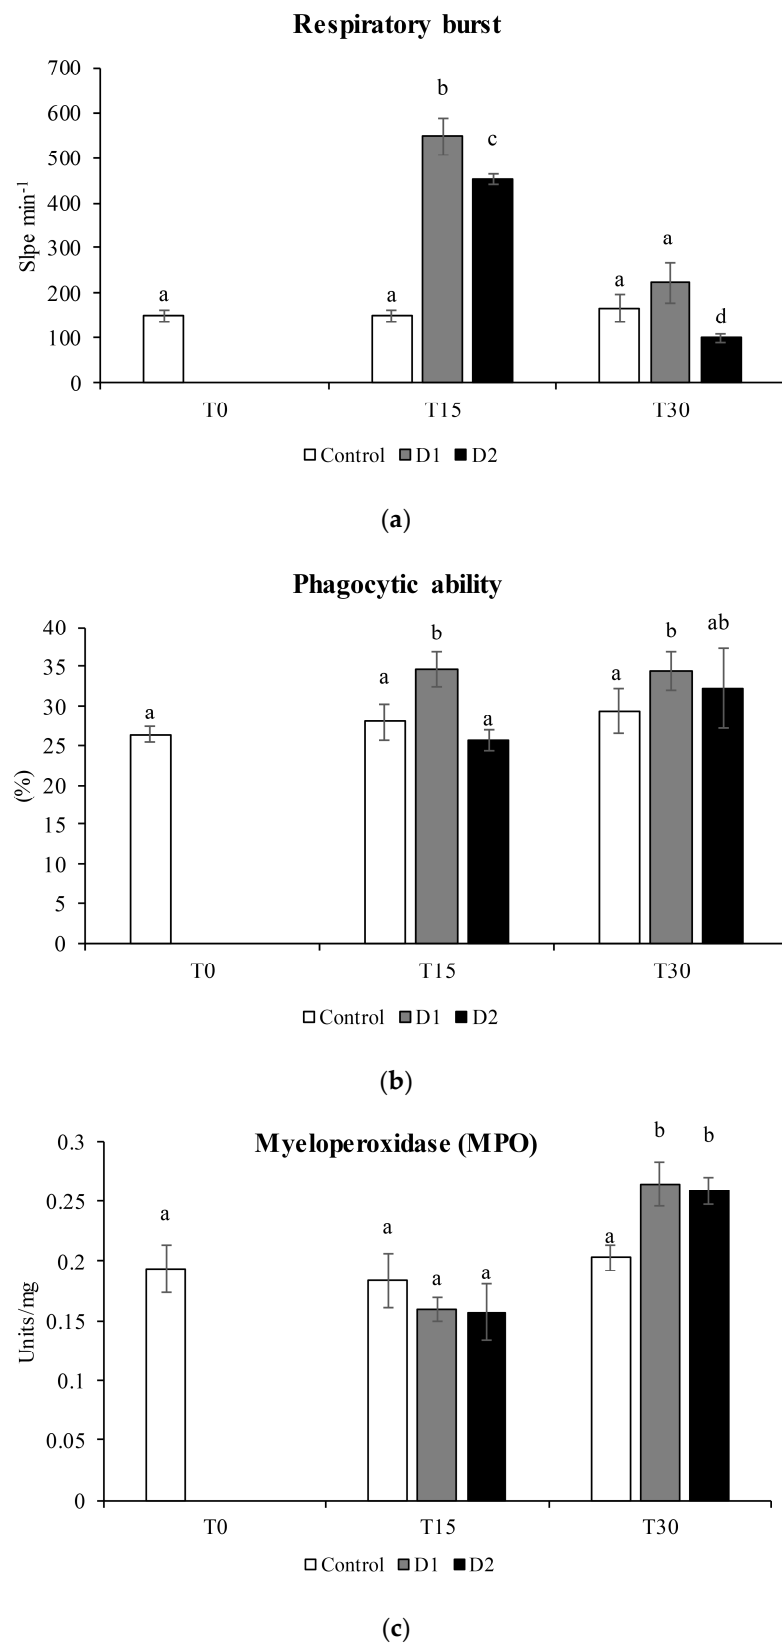 Respiratory burst
700
600
500
400
300
200
100
0
Slpe min-1
a
a
b
c
a
a
d
T0 T15 T30
Control D1 D2
(a)
Phagocytic ability
40
35
30
25
20
15
10
5
0
(%)
a
a
b
a
a
b
ab
T0 T15 T30
Control D1 D2
(b)
Myeloperoxidase (MPO)
0.3
0.25
0.2
0.15
0.1
0.05
0
Units/mg
a
a
a
a
a
b
b
T0 T15 T30
Control D1 D2
(c)